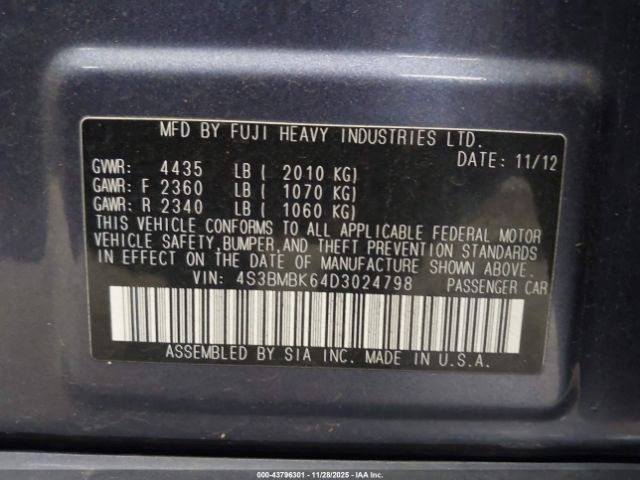 MFD BY FUJI HEAVY INDUSTRIES LTD.
DATE: 11/12
GVWR: 4435 LB ( 2010 KG)
GAWR: F 2360 LB ( 1070 KG)
GAWR: R 2340 LB ( 1060 KG)
THIS VEHICLE CONFORMS TO ALL APPLICABLE FEDERAL MOTOR
VEHICLE SAFETY, BUMPER, AND THEFT PREVENTION STANDARDS
IN EFFECT ON THE DATE OF MANUFACTURE SHOWN ABOVE.
VIN: 4S3BMBK64D3024798 PASSENGER CAR
ASSEMBLED BY SIA INC. MADE IN U.S.A.
000-43796301 - 11/28/2025 - IAAI.COM